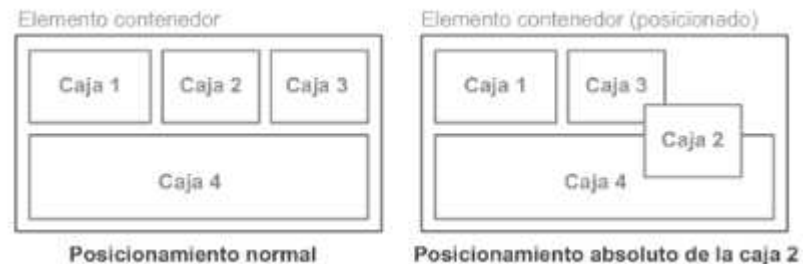 Elemento contenedor
Caja 1
Caja 2
Caja 3
Caja 4
Posicionamiento normal
Elemento contenedor (posicionado)
Caja 1
Caja 3
Caja 2
Caja 4
Posicionamiento absoluto de la caja 2